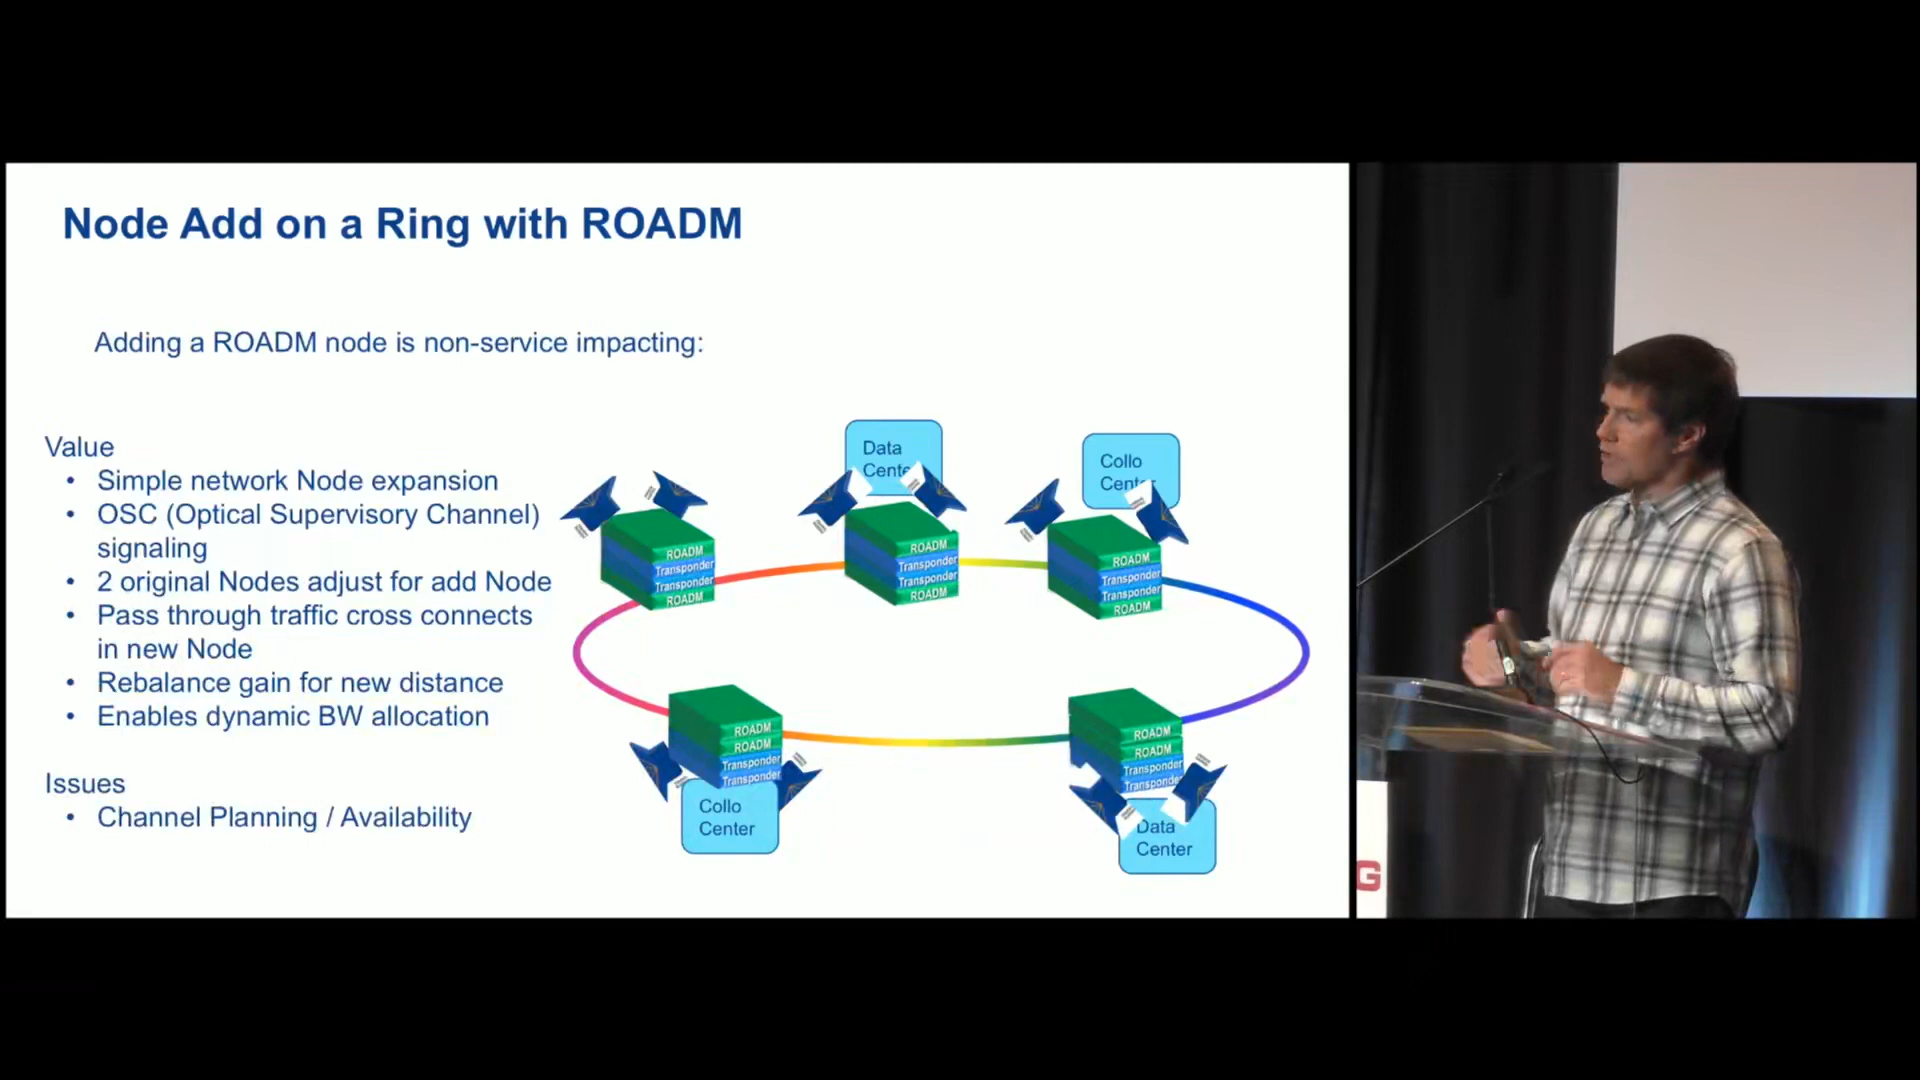 Node Add on a Ring with ROADM
Adding a ROADM node is non-service impacting:
Value
• Simple network Node expansion
• OSC (Optical Supervisory Channel)
signaling
• 2 original Nodes adjust for add Node
• Pass through traffic cross connects
in new Node
• Rebalance gain for new distance
• Enables dynamic BW allocation
Issues
• Channel Planning / Availability
ROADM
Transponder
Transponder
ROADM
Data
Cente
ROADM
Transponder
Transponder
ROADM
Collo
Center
ROADM
Transponder
Transponder
ROADM
ROADM
ROADM
Transponder
Transponder
Collo
Center
ROADM
ROADM
Transponder
Transponder
Data
Center
G